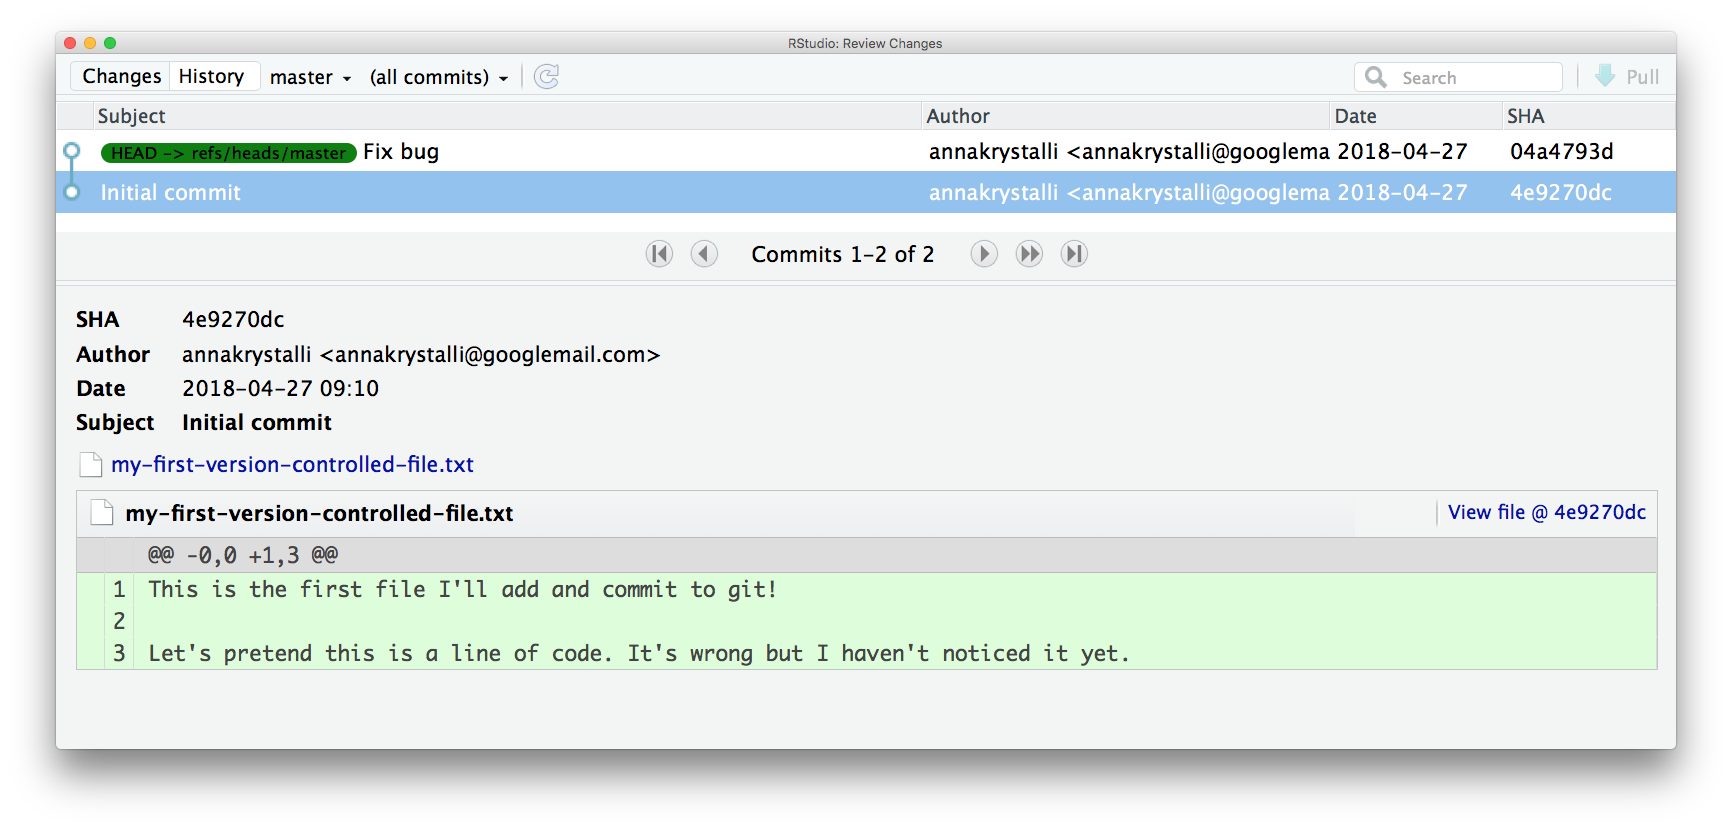 RStudio: Review Changes
Changes History master (all commits) Search Pull
Subject Author Date SHA
HEAD -> refs/heads/master Fix bug annakrystalli <annakrystalli@googlema 2018-04-27 04a4793d
Initial commit annakrystalli <annakrystalli@googlema 2018-04-27 4e9270dc
Commits 1-2 of 2
SHA 4e9270dc
Author annakrystalli <annakrystalli@googlemail.com>
Date 2018-04-27 09:10
Subject Initial commit
my-first-version-controlled-file.txt
my-first-version-controlled-file.txt View file @ 4e9270dc
@@ -0,0 +1,3 @@
1 This is the first file I'll add and commit to git!
2
3 Let's pretend this is a line of code. It's wrong but I haven't noticed it yet.